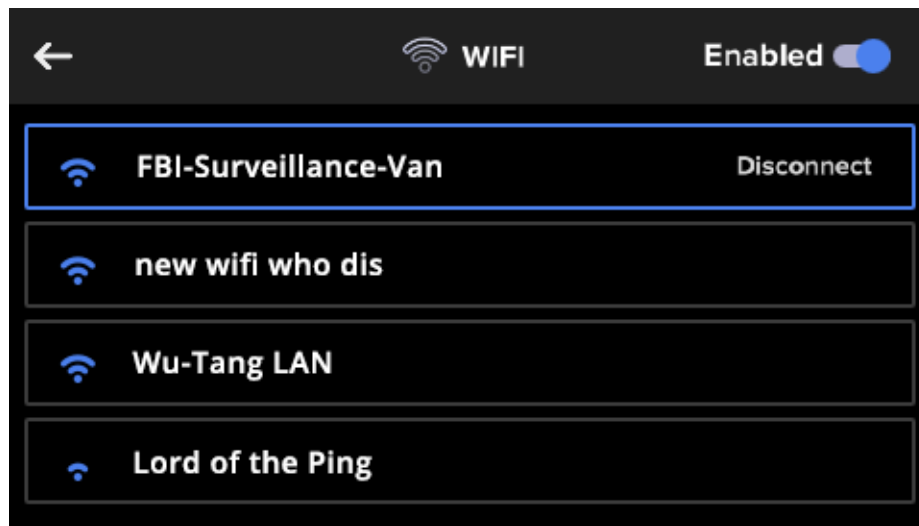 WIFI Enabled
FBI-Surveillance-Van Disconnect
new wifi who dis
Wu-Tang LAN
Lord of the Ping